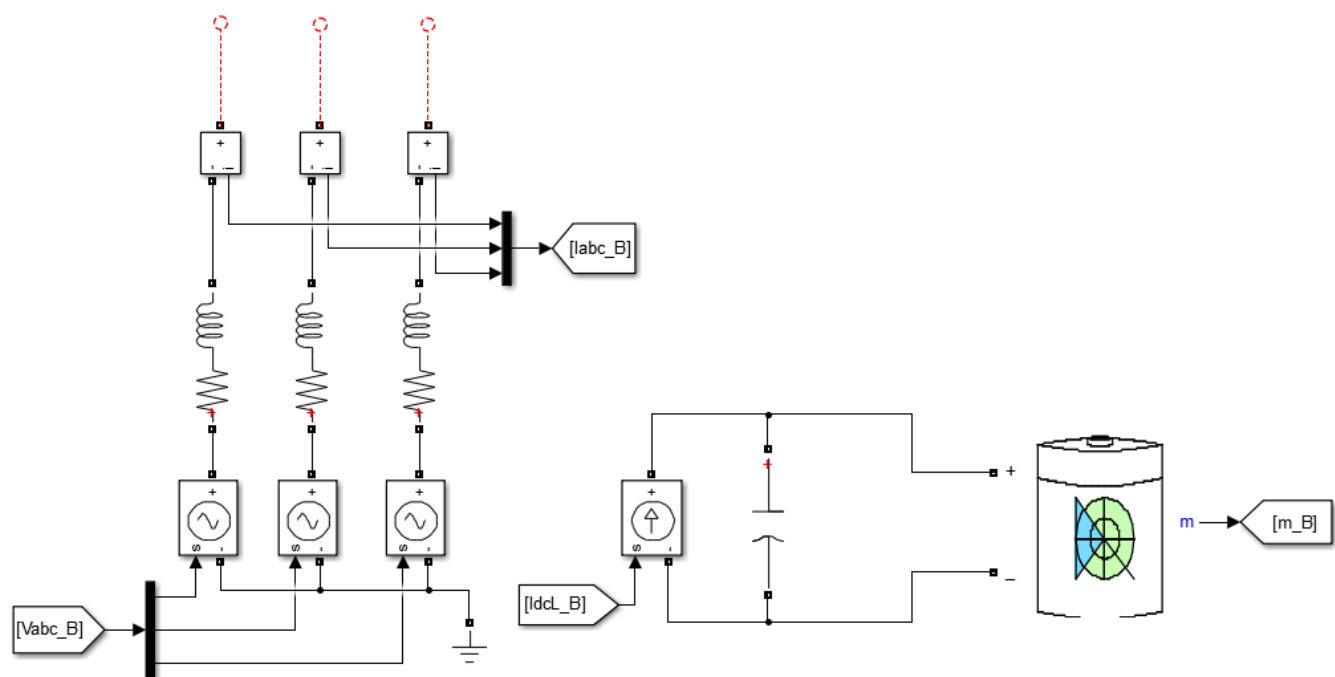 + - i
+ - i
+ - i
[Iabc_B]
+
+
+
+ s -
+ s -
+ s -
[Vabc_B]
+
+ s -
[IdcL_B]
+
_
m
[m_B]